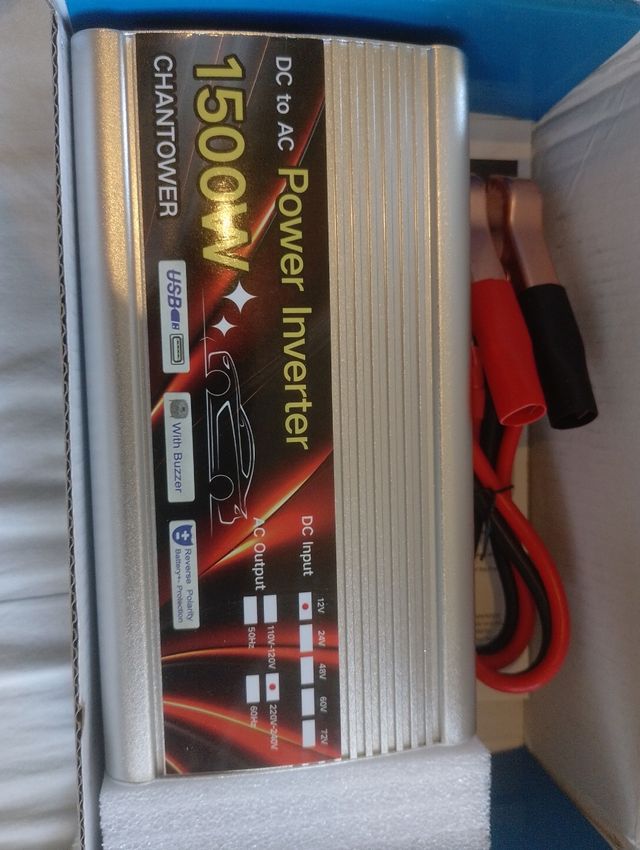 DC to AC Power Inverter
1500W
CHANTOWER
USB
With Buzzer
Reverse Polarity
Battery+- Protection
DC Input
12V 24V 48V 60V 72V
AC Output
110V~120V 220V~240V
50Hz 60Hz